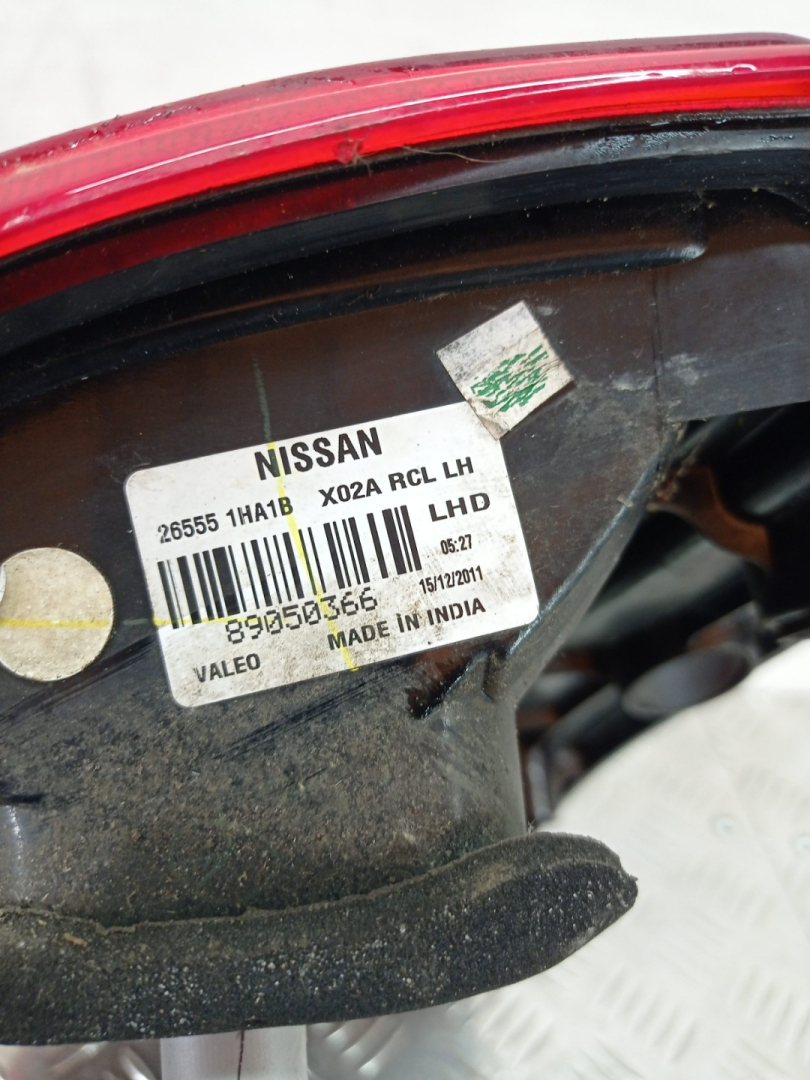 NISSAN
26555 1HA1B X02A RCL LH
LHD
05:27
15/12/2011
89050366
MADE IN INDIA
VALEO